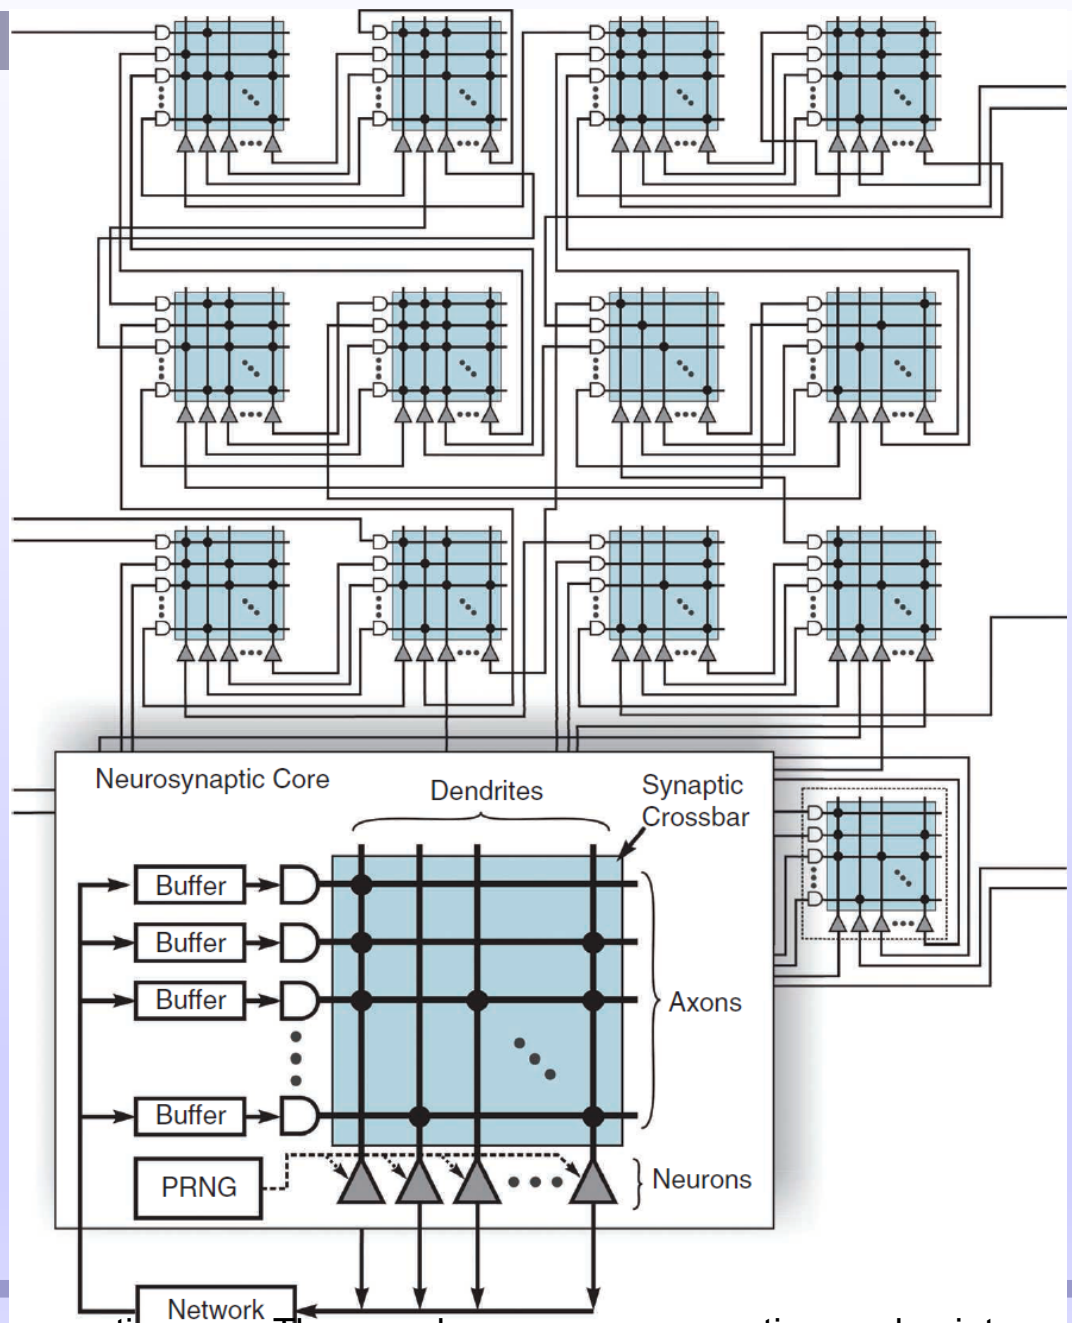 Neurosynaptic Core
Dendrites
Synaptic
Crossbar
Buffer
Buffer
Buffer
Axons
Buffer
PRNG
Neurons
Network